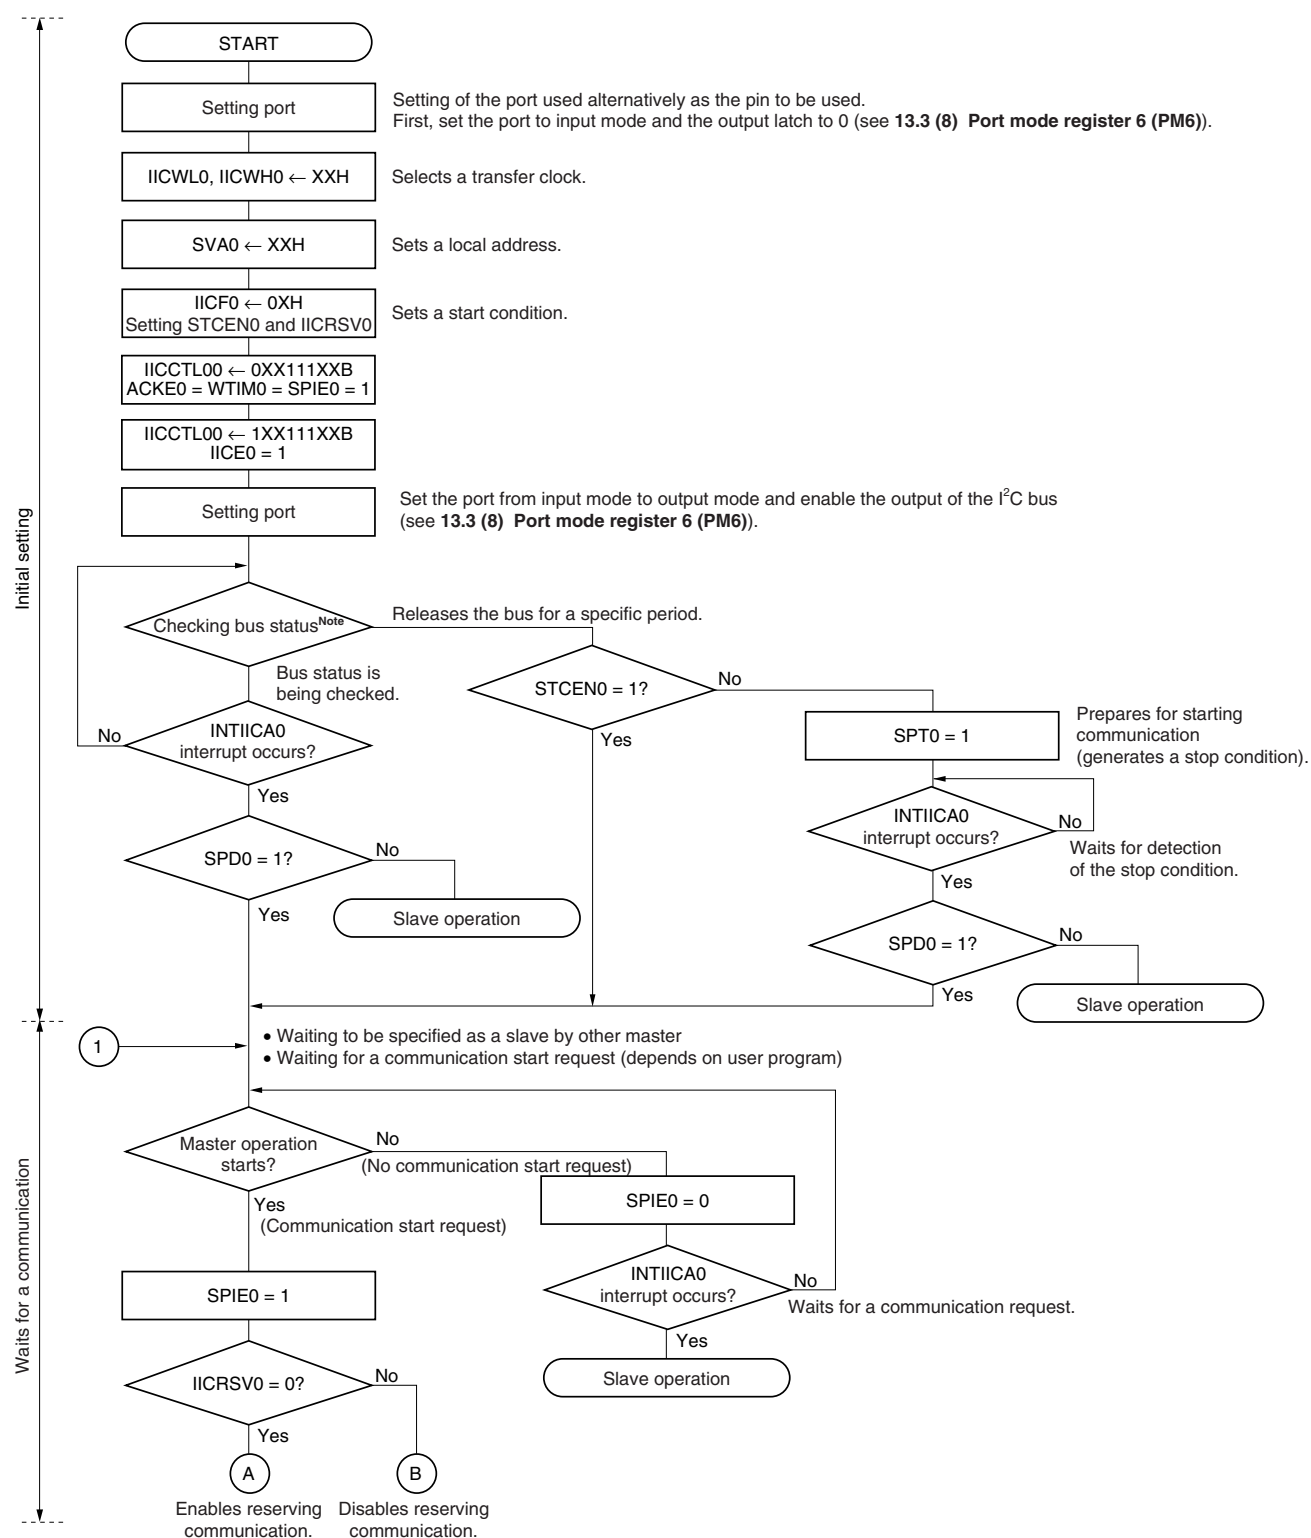 START
Setting port
Setting of the port used alternatively as the pin to be used.
First, set the port to input mode and the output latch to 0 (see 13.3 (8) Port mode register 6 (PM6)).
IICWL0, IICWH0 ← XXH
Selects a transfer clock.
SVA0 ← XXH
Sets a local address.
IICF0 ← 0XH
Setting STCEN0 and IICRSV0
Sets a start condition.
IICCTL00 ← 0XX111XXB
ACKE0 = WTIM0 = SPIE0 = 1
IICCTL00 ← 1XX111XXB
IICE0 = 1
Setting port
Set the port from input mode to output mode and enable the output of the I²C bus
(see 13.3 (8) Port mode register 6 (PM6)).
Initial setting
Checking bus statusNote
Releases the bus for a specific period.
Bus status is
being checked.
STCEN0 = 1?
No
Yes
SPT0 = 1
Prepares for starting
communication
(generates a stop condition).
INTIICA0
interrupt occurs?
No
Yes
INTIICA0
interrupt occurs?
No
Waits for detection
of the stop condition.
Yes
SPD0 = 1?
No
Yes
Slave operation
SPD0 = 1?
No
Yes
Slave operation
1
• Waiting to be specified as a slave by other master
• Waiting for a communication start request (depends on user program)
Waits for a communication
Master operation
starts?
No
(No communication start request)
Yes
(Communication start request)
SPIE0 = 0
INTIICA0
interrupt occurs?
No
Waits for a communication request.
Yes
Slave operation
SPIE0 = 1
IICRSV0 = 0?
No
Yes
A
B
Enables reserving
communication.
Disables reserving
communication.